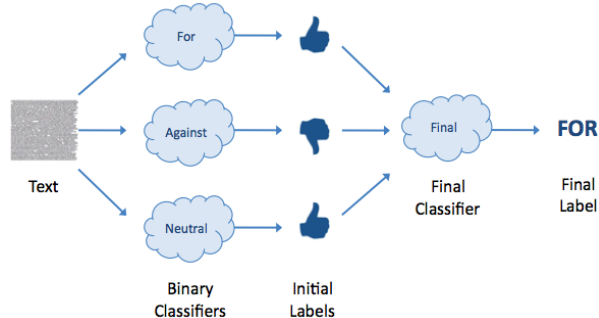 For
Against
Neutral
Final
FOR
Text
Final
Classifier
Final
Label
Binary
Classifiers
Initial
Labels